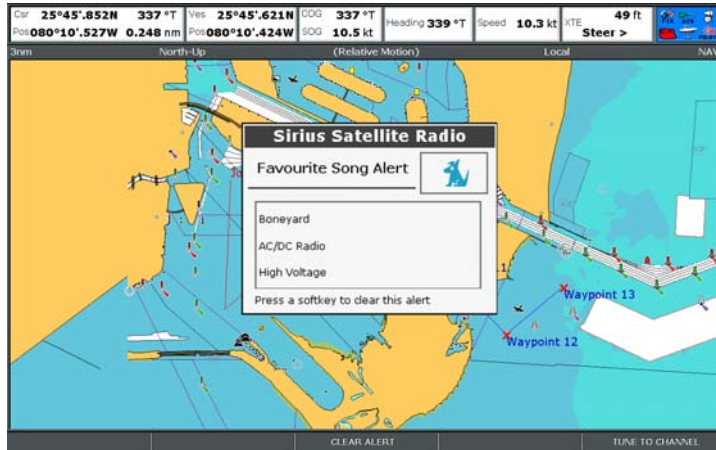 Csr 25°45'.852N 337 °T Ves 25°45'.621N COG 337 °T Heading 339 °T Speed 10.3 kt XTE 49 ft
Pos 080°10'.527W 0.248 nm Pos 080°10'.424W SOG 10.5 kt Steer >
3nm North-Up (Relative Motion) Local NAV
Sirius Satellite Radio
Favourite Song Alert
Boneyard
AC/DC Radio
High Voltage
Press a softkey to clear this alert
Waypoint 13
Waypoint 12
CLEAR ALERT TUNE TO CHANNEL